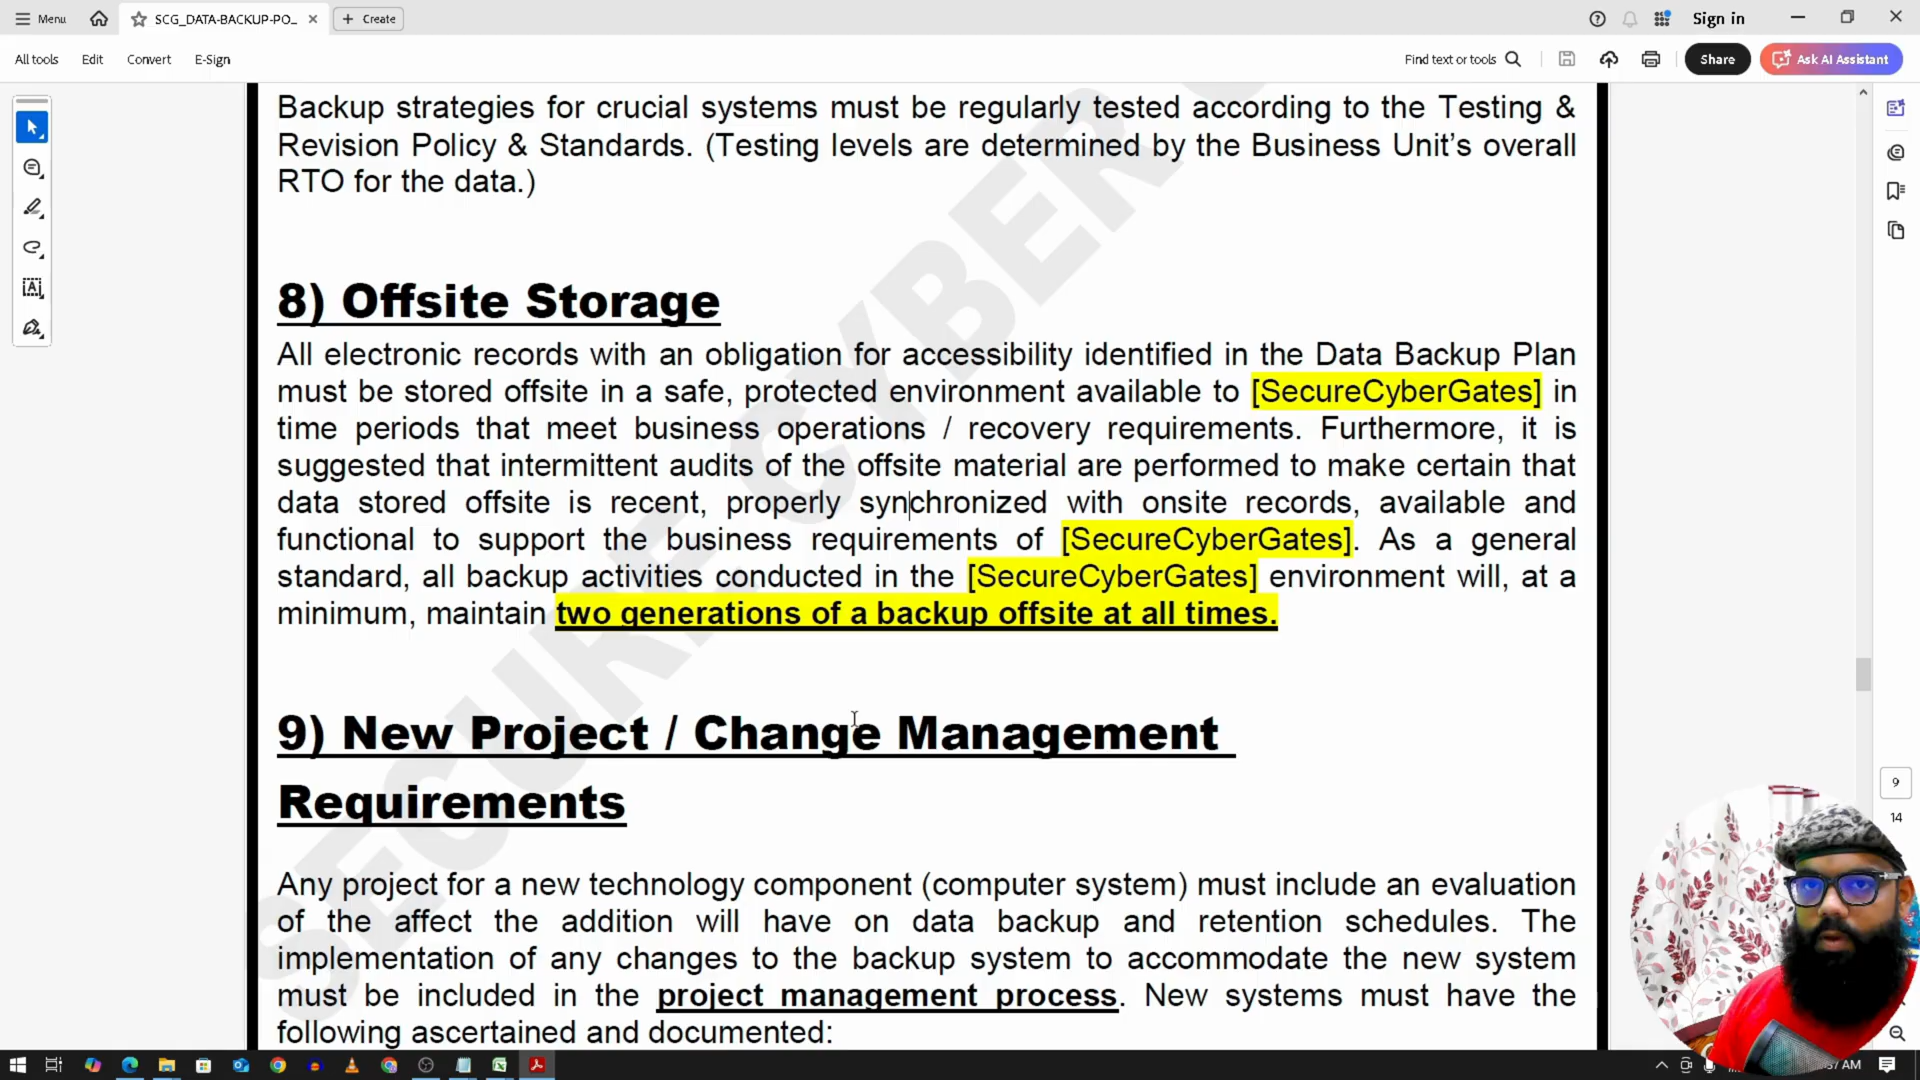 Menu
SCG_DATA-BACKUP-PO...
Create
Sign in
All tools
Edit
Convert
E-Sign
Find text or tools
Share
Ask AI Assistant
Backup strategies for crucial systems must be regularly tested according to the Testing &
Revision Policy & Standards. (Testing levels are determined by the Business Unit's overall
RTO for the data.)
8) Offsite Storage
All electronic records with an obligation for accessibility identified in the Data Backup Plan
must be stored offsite in a safe, protected environment available to [SecureCyberGates] in
time periods that meet business operations / recovery requirements. Furthermore, it is
suggested that intermittent audits of the offsite material are performed to make certain that
data stored offsite is recent, properly synchronized with onsite records, available and
functional to support the business requirements of [SecureCyberGates]. As a general
standard, all backup activities conducted in the [SecureCyberGates] environment will, at a
minimum, maintain two generations of a backup offsite at all times.
9) New Project / Change Management
Requirements
Any project for a new technology component (computer system) must include an evaluation
of the affect the addition will have on data backup and retention schedules. The
implementation of any changes to the backup system to accommodate the new system
must be included in the project management process. New systems must have the
following ascertained and documented:
SECURE CYBER
9
14